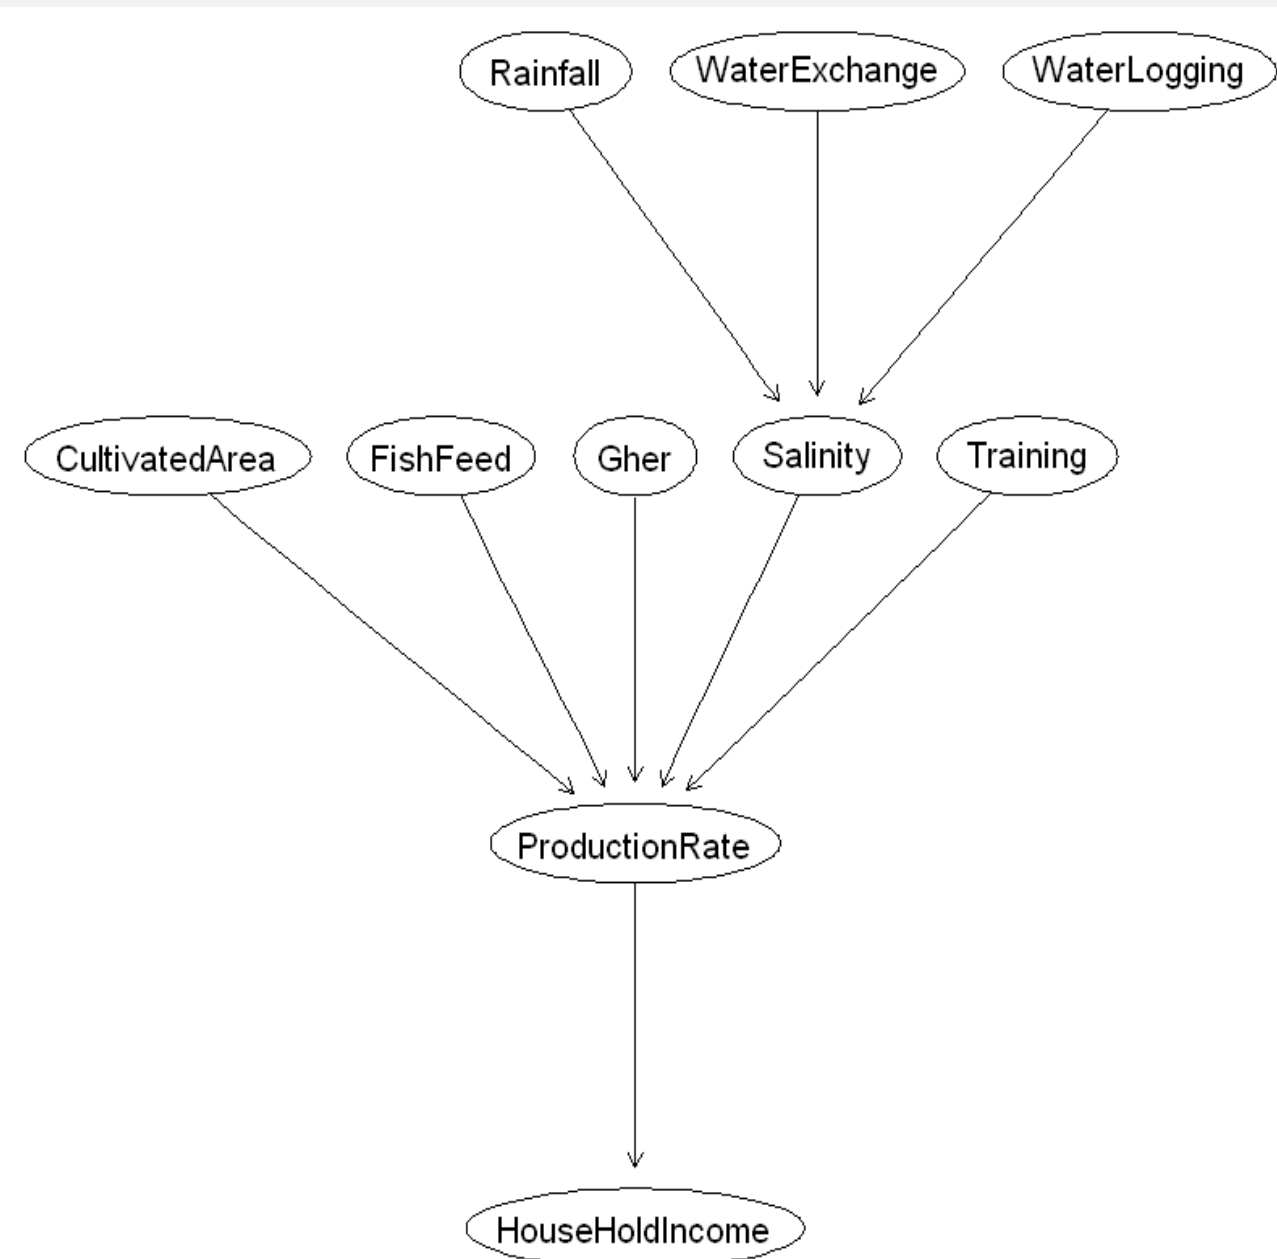 Rainfall
WaterExchange
WaterLogging
CultivatedArea
FishFeed
Gher
Salinity
Training
ProductionRate
HouseHoldIncome